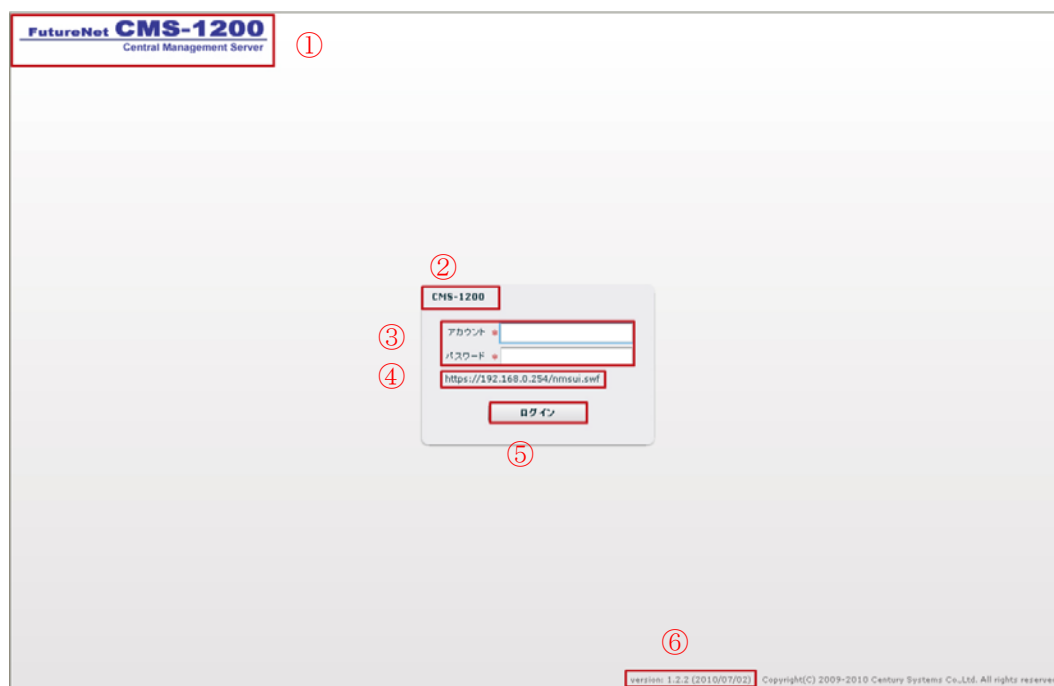 FutureNet CMS-1200
Central Management Server
①
②
CMS-1200
③
アカウント
パスワード
④
https://192.168.0.254/nmsui.swf
ログイン
⑤
⑥
version: 1.2.2 (2010/07/02) Copyright(C) 2009-2010 Century Systems Co.,Ltd. All rights reserved